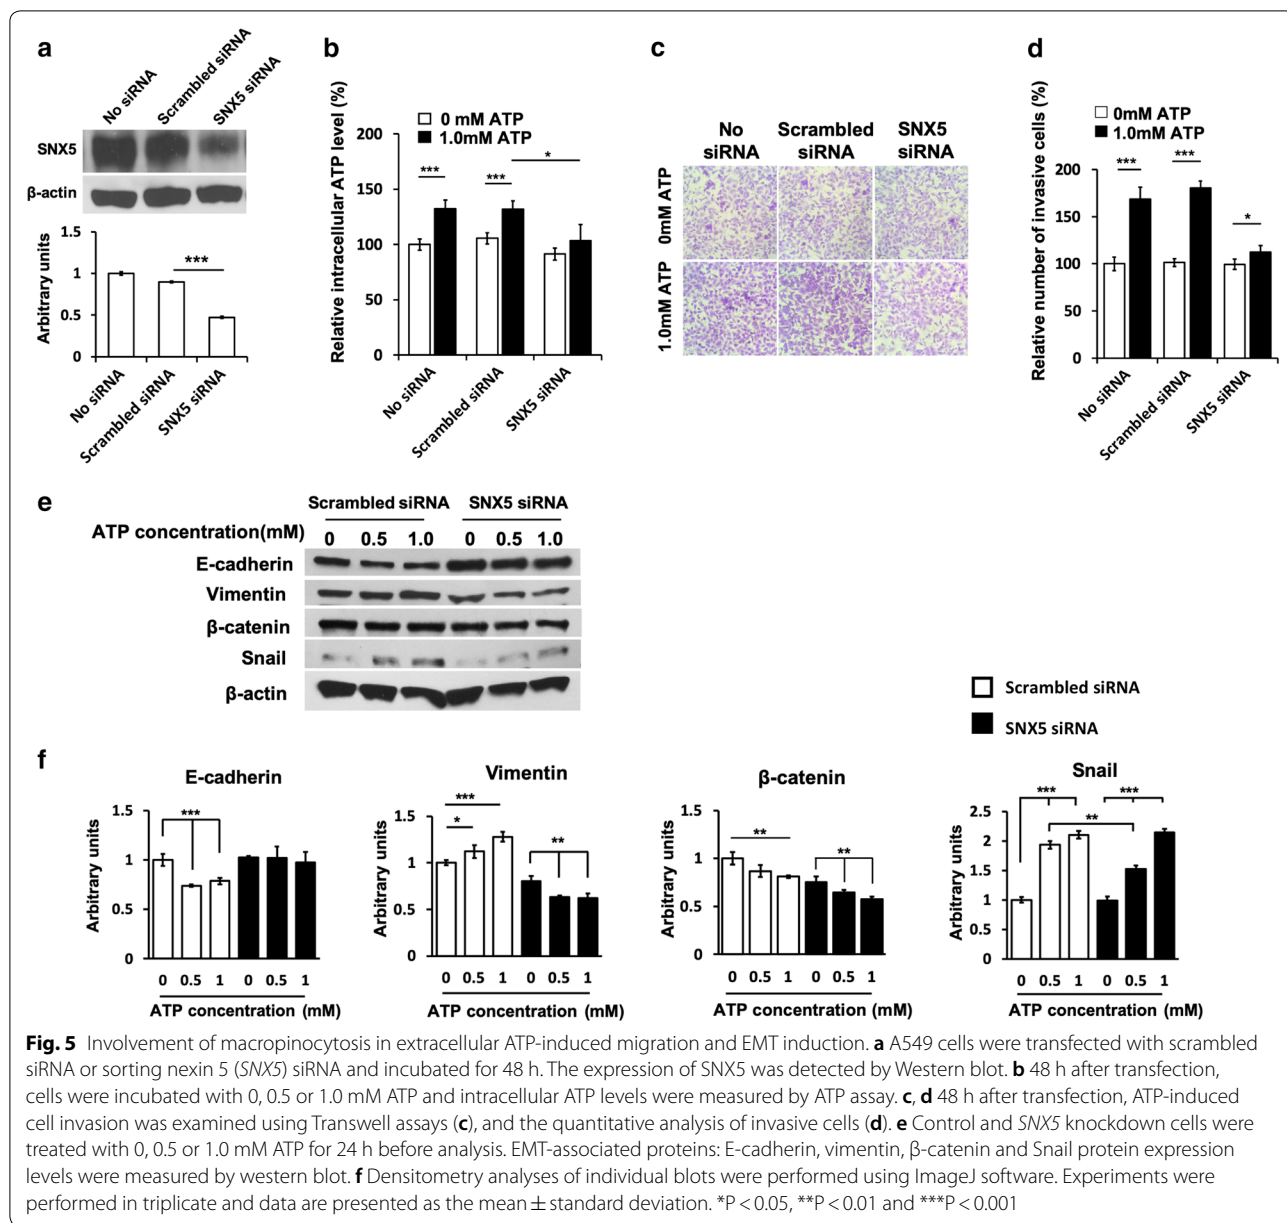 a
No siRNA
Scrambled siRNA
SNX5 siRNA
SNX5
β-actin
Arbitrary units
1.5
1
0.5
0
***
No siRNA
Scrambled siRNA
SNX5 siRNA
b
Relative intracellular ATP level (%)
0 mM ATP
1.0mM ATP
200
150
100
50
0
***
***
*
No siRNA
Scrambled siRNA
SNX5 siRNA
c
No siRNA
Scrambled siRNA
SNX5 siRNA
0mM ATP
1.0mM ATP
d
Relative number of invasive cells (%)
0mM ATP
1.0mM ATP
250
200
150
100
50
0
***
***
*
No siRNA
Scrambled siRNA
SNX5 siRNA
e
Scrambled siRNA SNX5 siRNA
ATP concentration(mM) 0 0.5 1.0 0 0.5 1.0
E-cadherin
Vimentin
β-catenin
Snail
β-actin
Scrambled siRNA
SNX5 siRNA
f
E-cadherin
Arbitrary units
1.5
1
0.5
0
***
0 0.5 1 0 0.5 1
ATP concentration (mM)
Vimentin
Arbitrary units
1.5
1
0.5
0
***
*
**
0 0.5 1 0 0.5 1
ATP concentration (mM)
β-catenin
Arbitrary units
1.5
1
0.5
0
**
**
0 0.5 1 0 0.5 1
ATP concentration (mM)
Snail
Arbitrary units
2.5
2
1.5
1
0.5
0
***
***
**
0 0.5 1 0 0.5 1
ATP concentration (mM)
Fig. 5 Involvement of macropinocytosis in extracellular ATP-induced migration and EMT induction. a A549 cells were transfected with scrambled
siRNA or sorting nexin 5 (SNX5) siRNA and incubated for 48 h. The expression of SNX5 was detected by Western blot. b 48 h after transfection,
cells were incubated with 0, 0.5 or 1.0 mM ATP and intracellular ATP levels were measured by ATP assay. c, d 48 h after transfection, ATP-induced
cell invasion was examined using Transwell assays (c), and the quantitative analysis of invasive cells (d). e Control and SNX5 knockdown cells were
treated with 0, 0.5 or 1.0 mM ATP for 24 h before analysis. EMT-associated proteins: E-cadherin, vimentin, β-catenin and Snail protein expression
levels were measured by western blot. f Densitometry analyses of individual blots were performed using ImageJ software. Experiments were
performed in triplicate and data are presented as the mean ± standard deviation. *P < 0.05, **P < 0.01 and ***P < 0.001